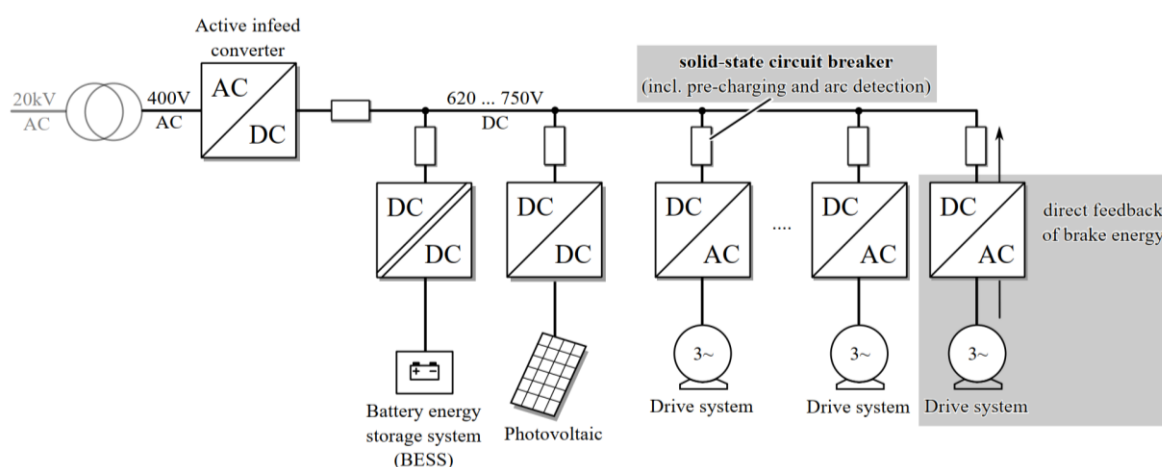 Active infeed
converter
solid-state circuit breaker
(incl. pre-charging and arc detection)
20kV
AC
400V
AC
AC
DC
620 ... 750V
DC
DC
DC
DC
DC
DC
AC
....
DC
AC
DC
AC
direct feedback
of brake energy
+ −
3~
3~
3~
Battery energy
storage system
(BESS)
Photovoltaic
Drive system
Drive system
Drive system